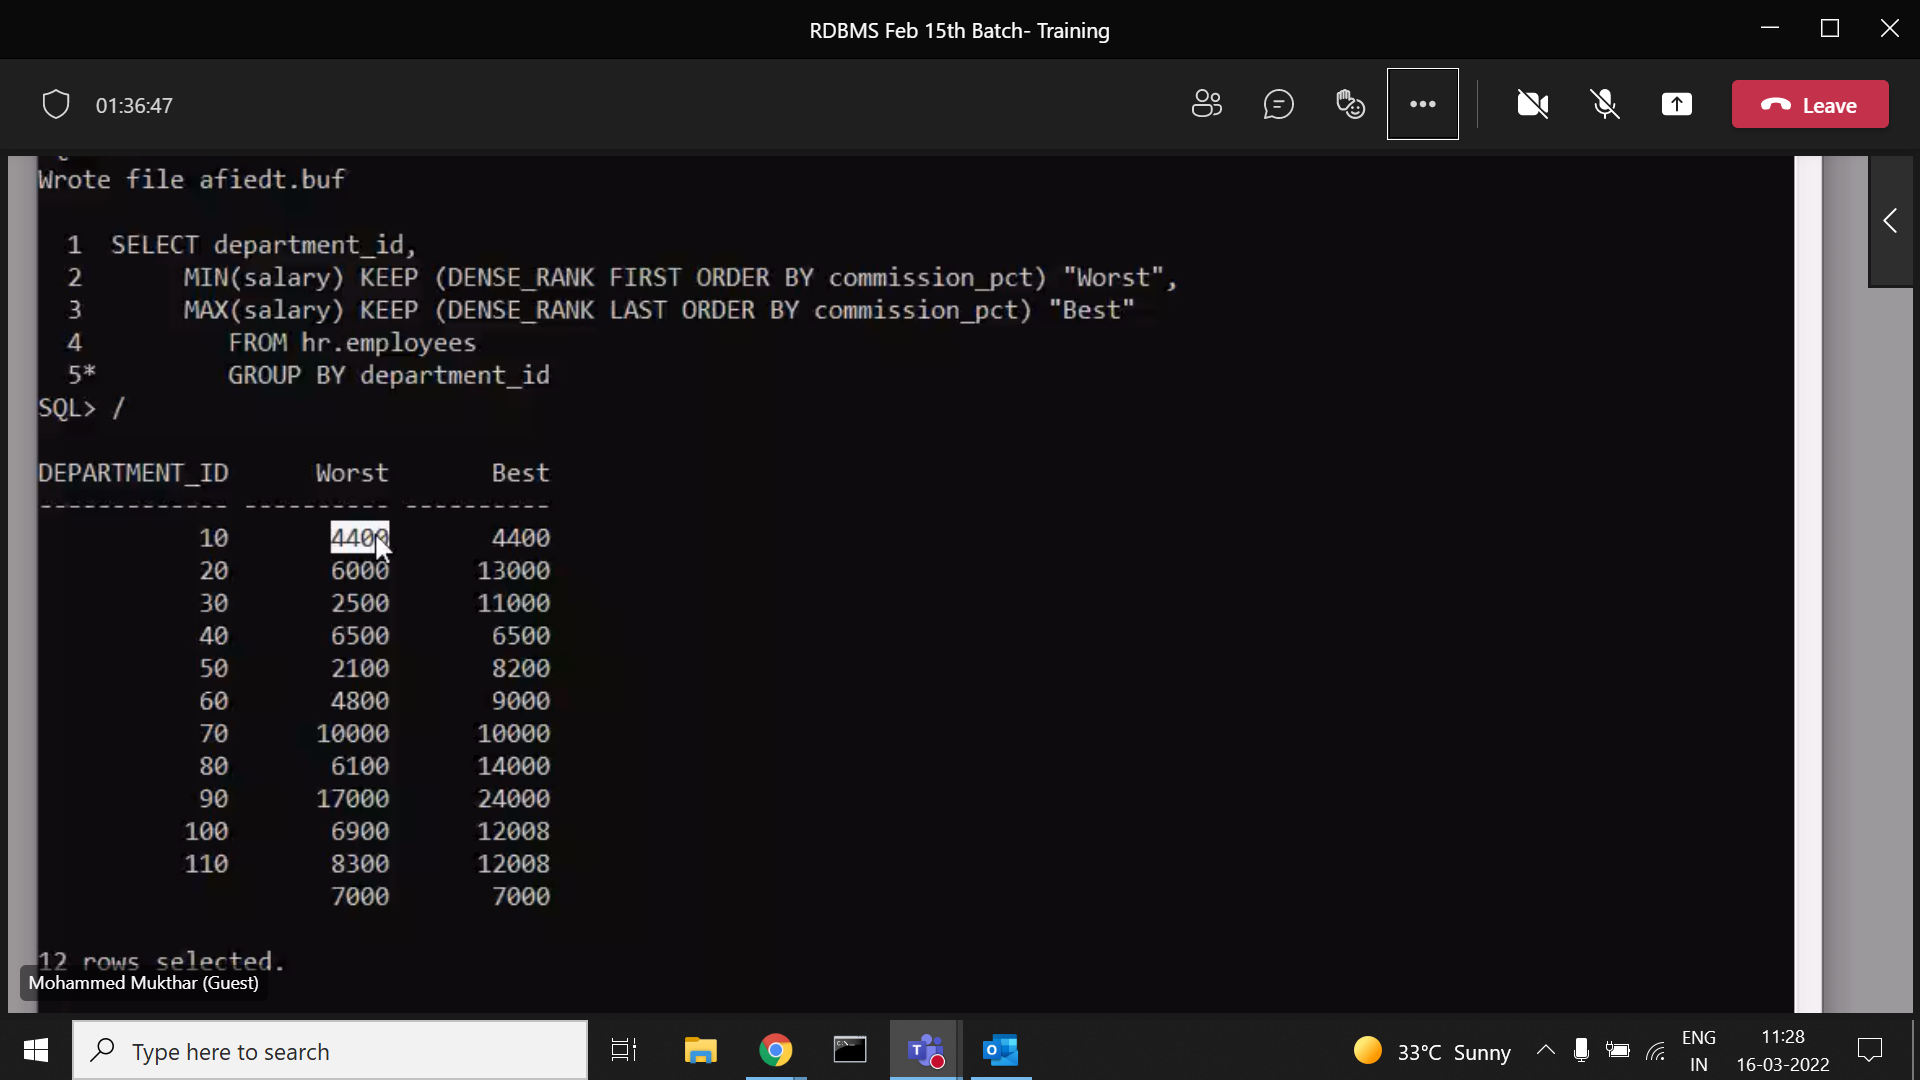 RDBMS Feb 15th Batch- Training
01:36:47
Leave
Wrote file afiedt.buf
1 SELECT department_id,
2 MIN(salary) KEEP (DENSE_RANK FIRST ORDER BY commission_pct) "Worst",
3 MAX(salary) KEEP (DENSE_RANK LAST ORDER BY commission_pct) "Best"
4 FROM hr.employees
5* GROUP BY department_id
SQL> /
DEPARTMENT_ID Worst Best
------------- ---------- ----------
10 4400 4400
20 6000 13000
30 2500 11000
40 6500 6500
50 2100 8200
60 4800 9000
70 10000 10000
80 6100 14000
90 17000 24000
100 6900 12008
110 8300 12008
7000 7000
12 rows selected.
Mohammed Mukthar (Guest)
Type here to search
33°C Sunny
ENG
IN
11:28
16-03-2022